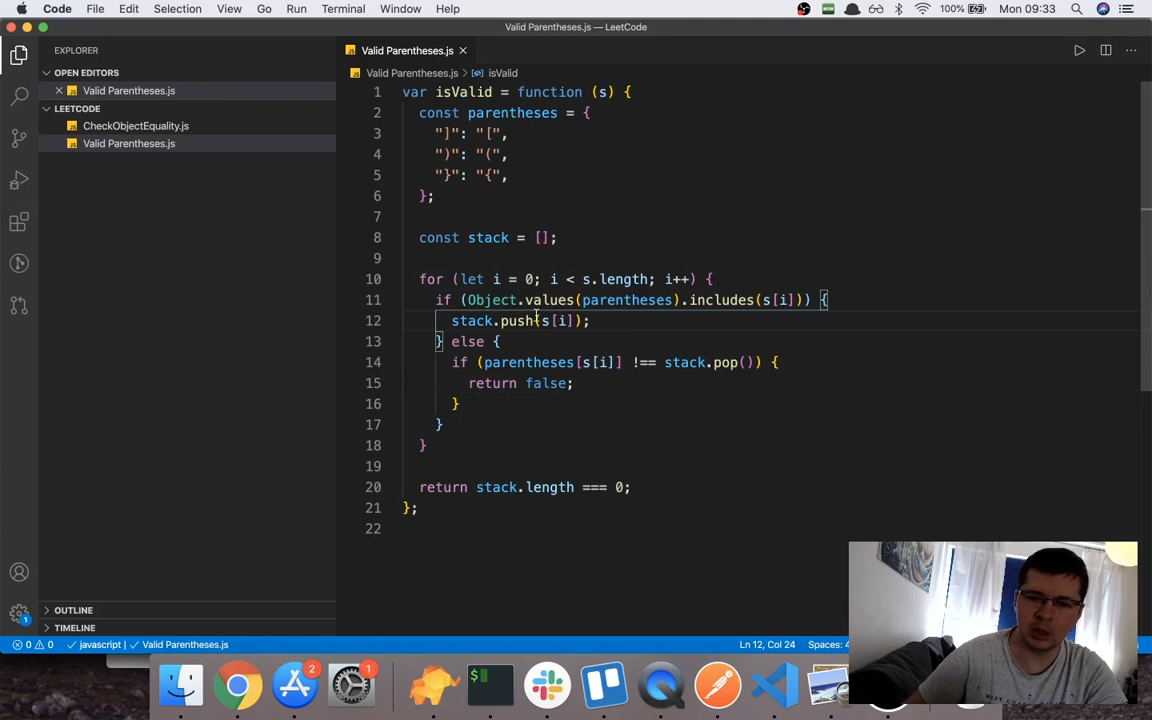 Code File Edit Selection View Go Run Terminal Window Help 100% Mon 09:33
Valid Parentheses.js — LeetCode
EXPLORER
Valid Parentheses.js
OPEN EDITORS
Valid Parentheses.js > isValid
Valid Parentheses.js
LEETCODE
CheckObjectEquality.js
Valid Parentheses.js
1 var isValid = function (s) {
2 const parentheses = {
3 "]": "[",
4 ")": "(",
5 "}": "{",
6 };
7
8 const stack = [];
9
10 for (let i = 0; i < s.length; i++) {
11 if (Object.values(parentheses).includes(s[i])) {
12 stack.push(s[i]);
13 } else {
14 if (parentheses[s[i]] !== stack.pop()) {
15 return false;
16 }
17 }
18 }
19
20 return stack.length === 0;
21 };
22
OUTLINE
TIMELINE
1
0 0 javascript | Valid Parentheses.js Ln 12, Col 24 Spaces:
2
1
$